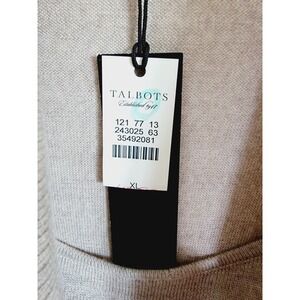 TALBOTS
Established 1947
121 77 13
243025 63
35492081
XL